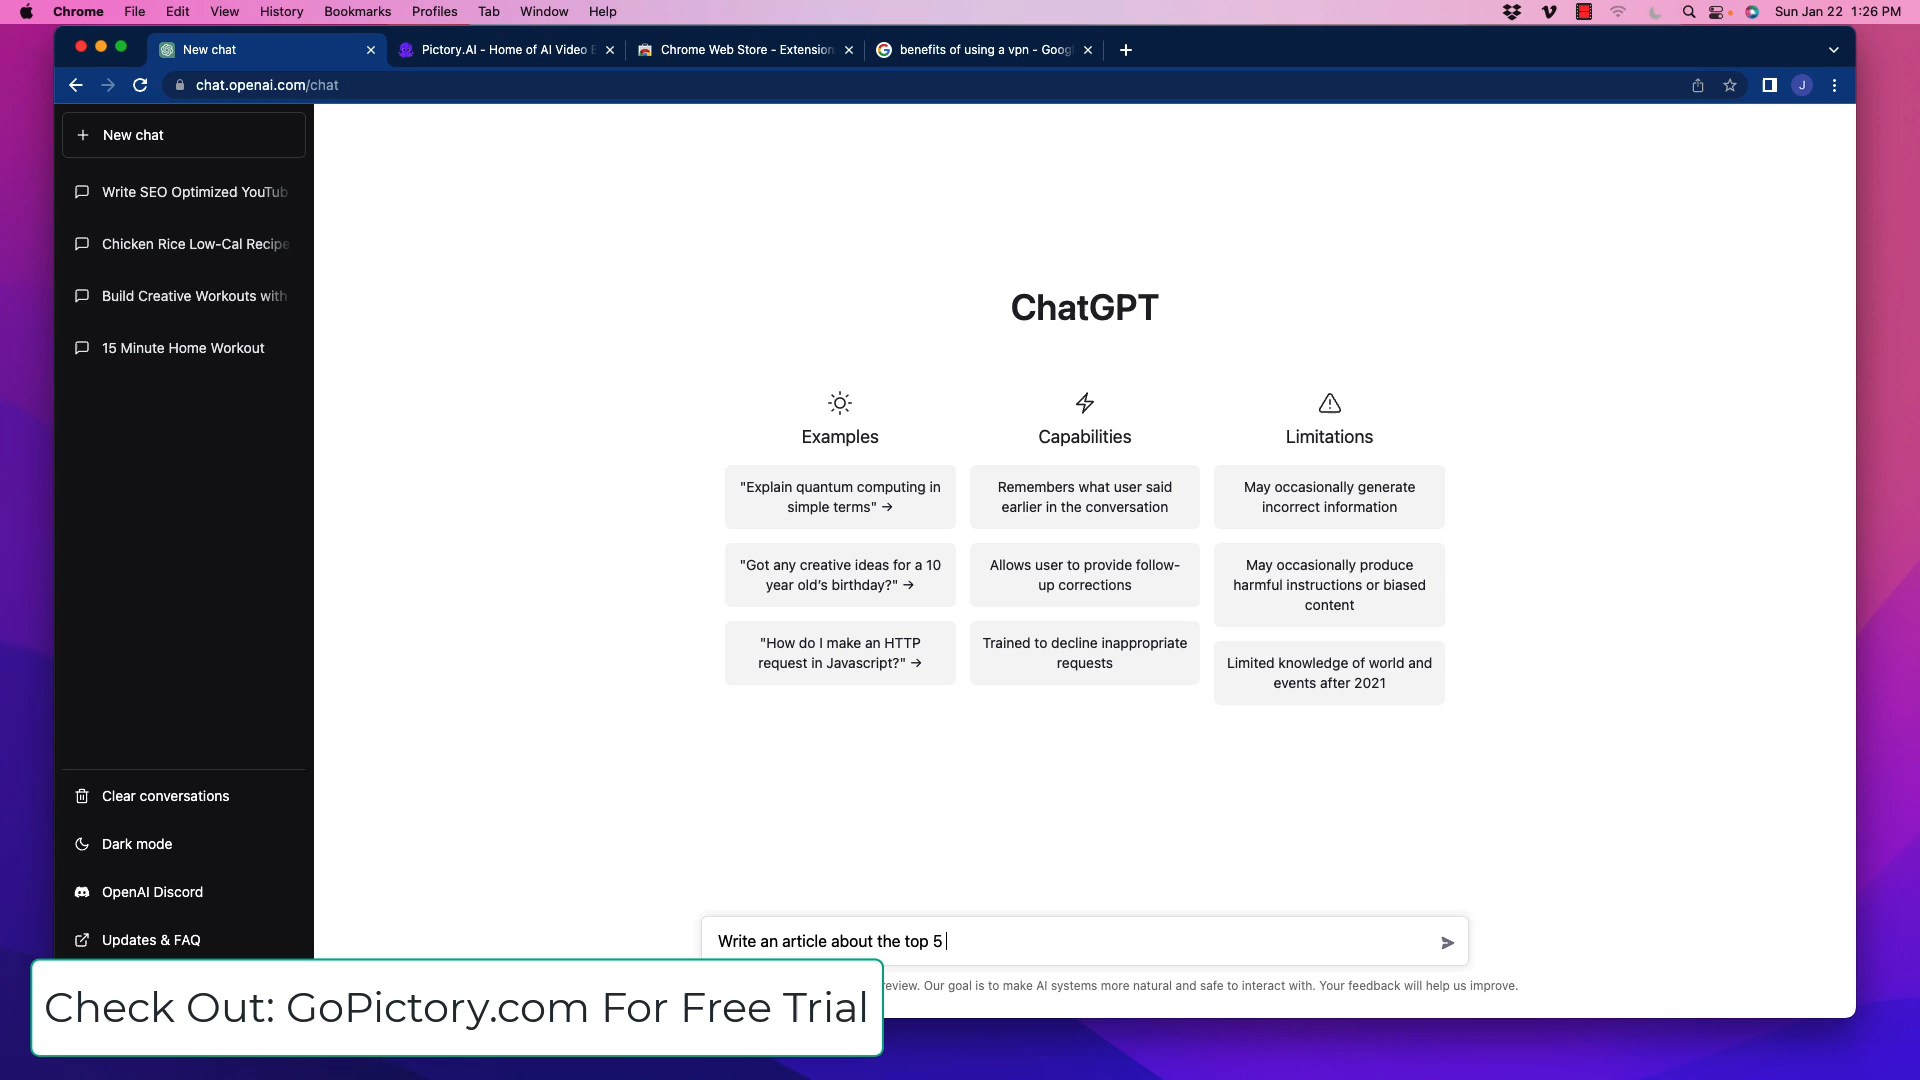 Chrome File Edit View History Bookmarks Profiles Tab Window Help Sun Jan 22 1:26 PM
New chat Pictory.AI - Home of AI Video E Chrome Web Store - Extension benefits of using a vpn - Goog
chat.openai.com/chat J
New chat
Write SEO Optimized YouTub
Chicken Rice Low-Cal Recipe
Build Creative Workouts with
15 Minute Home Workout
Clear conversations
Dark mode
OpenAI Discord
Updates & FAQ
ChatGPT
Examples
"Explain quantum computing in
simple terms" →
"Got any creative ideas for a 10
year old's birthday?" →
"How do I make an HTTP
request in Javascript?" →
Capabilities
Remembers what user said
earlier in the conversation
Allows user to provide follow-
up corrections
Trained to decline inappropriate
requests
Limitations
May occasionally generate
incorrect information
May occasionally produce
harmful instructions or biased
content
Limited knowledge of world and
events after 2021
Write an article about the top 5
review. Our goal is to make AI systems more natural and safe to interact with. Your feedback will help us improve.
Check Out: GoPictory.com For Free Trial